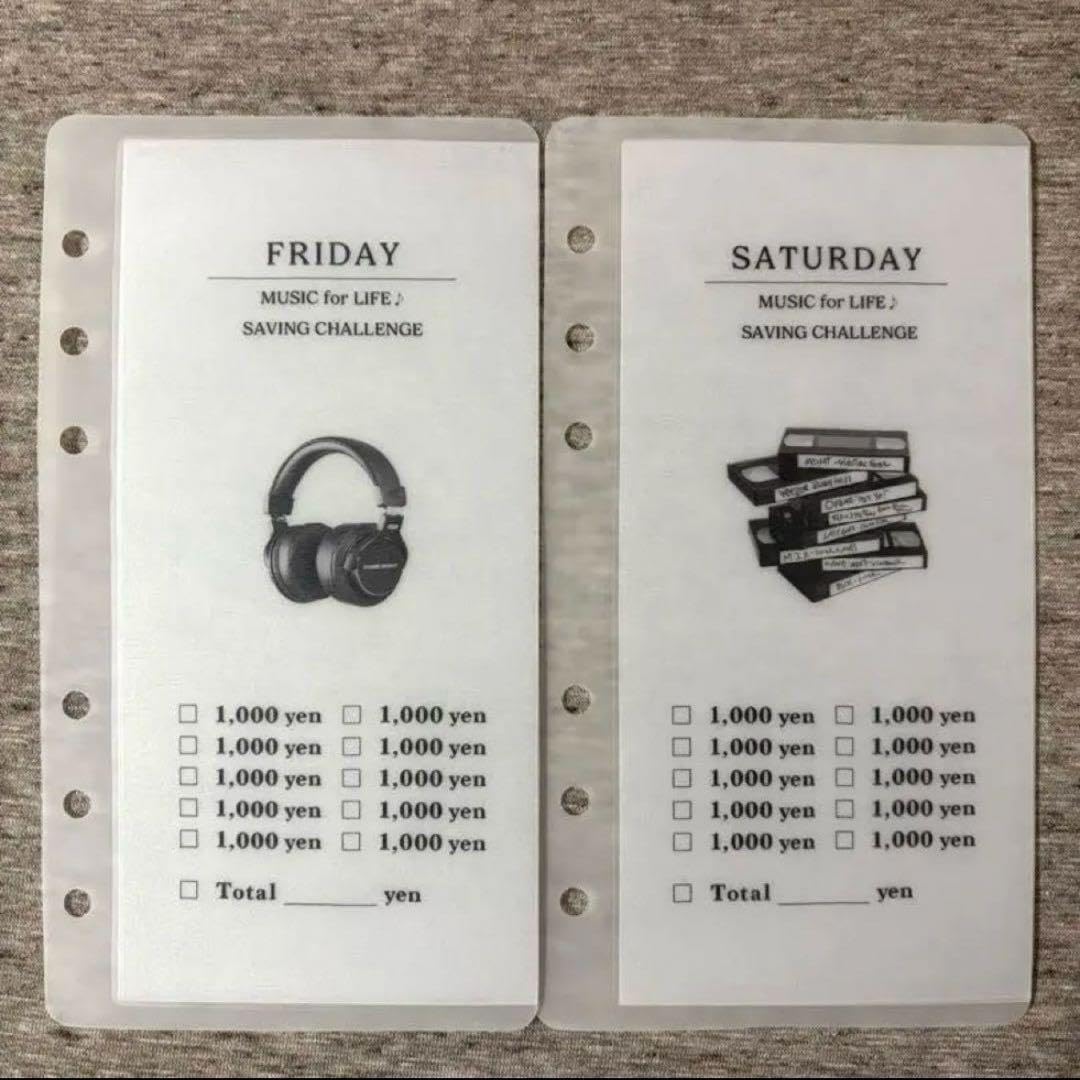 FRIDAY
MUSIC for LIFE♪
SAVING CHALLENGE
☐ 1,000 yen ☐ 1,000 yen
☐ 1,000 yen ☐ 1,000 yen
☐ 1,000 yen ☐ 1,000 yen
☐ 1,000 yen ☐ 1,000 yen
☐ 1,000 yen ☐ 1,000 yen
☐ Total ______ yen
SATURDAY
MUSIC for LIFE♪
SAVING CHALLENGE
☐ 1,000 yen ☐ 1,000 yen
☐ 1,000 yen ☐ 1,000 yen
☐ 1,000 yen ☐ 1,000 yen
☐ 1,000 yen ☐ 1,000 yen
☐ 1,000 yen ☐ 1,000 yen
☐ Total ______ yen